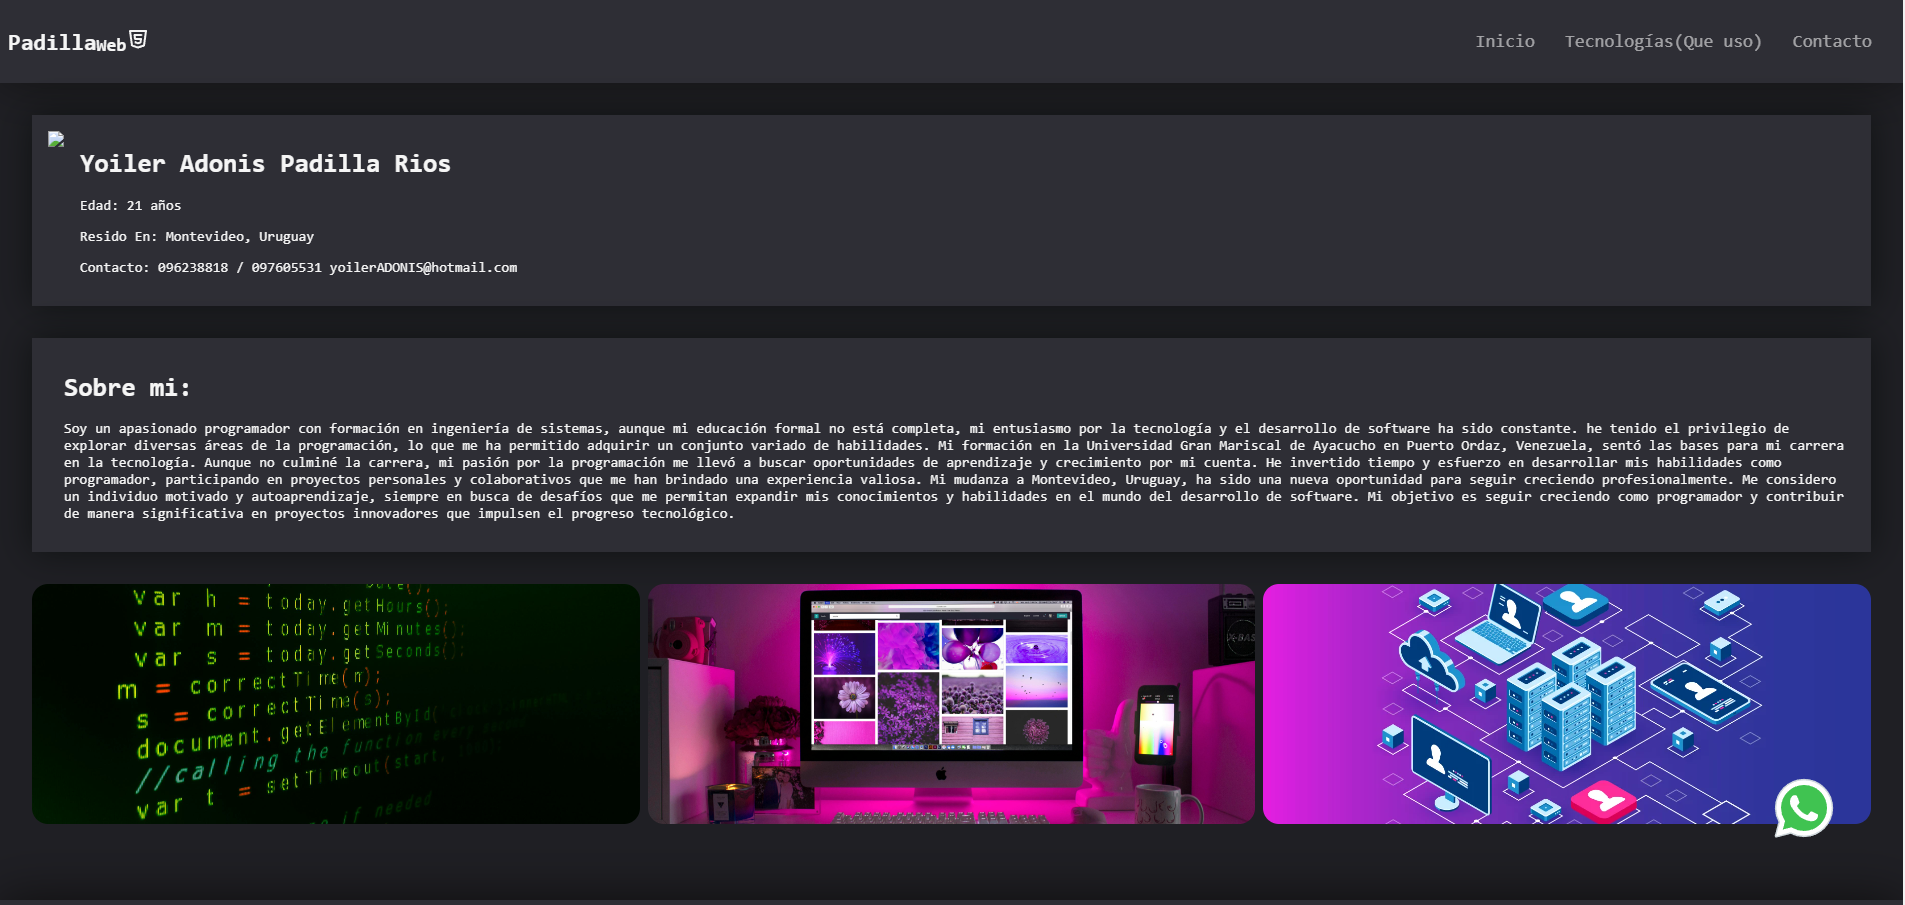 PadillaWeb
Inicio
Tecnologías(Que uso)
Contacto
Yoiler Adonis Padilla Rios
Edad: 21 años
Resido En: Montevideo, Uruguay
Contacto: 096238818 / 097605531 yoilerADONIS@hotmail.com
Sobre mi:
Soy un apasionado programador con formación en ingeniería de sistemas, aunque mi educación formal no está completa, mi entusiasmo por la tecnología y el desarrollo de software ha sido constante. he tenido el privilegio de
explorar diversas áreas de la programación, lo que me ha permitido adquirir un conjunto variado de habilidades. Mi formación en la Universidad Gran Mariscal de Ayacucho en Puerto Ordaz, Venezuela, sentó las bases para mi carrera
en la tecnología. Aunque no culminé la carrera, mi pasión por la programación me llevó a buscar oportunidades de aprendizaje y crecimiento por mi cuenta. He invertido tiempo y esfuerzo en desarrollar mis habilidades como
programador, participando en proyectos personales y colaborativos que me han brindado una experiencia valiosa. Mi mudanza a Montevideo, Uruguay, ha sido una nueva oportunidad para seguir creciendo profesionalmente. Me considero
un individuo motivado y autoaprendizaje, siempre en busca de desafíos que me permitan expandir mis conocimientos y habilidades en el mundo del desarrollo de software. Mi objetivo es seguir creciendo como programador y contribuir
de manera significativa en proyectos innovadores que impulsen el progreso tecnológico.
var h = today.getHours();
var m = today.getMinutes();
var s = today.getSeconds();
m = correctTime(m);
s = correctTime(s);
document.getElementById(
//calling the function every
var t = setTimeout(start,
if needed